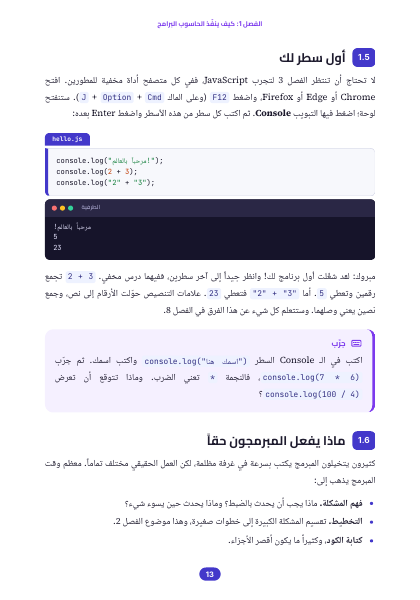 الفصل 1: كيف ينفّذ الحاسوب البرامج
1.5 أول سطر لك
لا تحتاج أن تنتظر الفصل 3 لتجرب JavaScript. ففي كل متصفح أداة مخفية للمطورين. افتح
Chrome أو Edge أو Firefox، واضغط F12 (وعلى الماك Cmd + Option + J). ستنفتح
لوحة؛ اضغط فيها التبويب Console. ثم اكتب كل سطر من هذه الأسطر واضغط Enter بعده:
hello.js
console.log("مرحباً بالعالم!");
console.log(2 + 3);
console.log("2" + "3");
الطرفية
مرحباً بالعالم!
5
23
مبروك: لقد شغّلت أول برنامج لك! وانظر جيداً إلى آخر سطرين، ففيهما درس مخفي. 2 + 3 تجمع
رقمين وتعطي 5. أما "2" + "3" فتعطي 23. علامات التنصيص حوّلت الأرقام إلى نص، وجمع
نصين يعني وصلهما. وستتعلم كل شيء عن هذا الفرق في الفصل 8.
جرّب
اكتب في الـ Console السطر console.log("اسمك هنا") واكتب اسمك. ثم جرّب
console.log(7 * 6)، فالنجمة * تعني الضرب. وماذا تتوقع أن تعرض
console.log(100 / 4)؟
1.6 ماذا يفعل المبرمجون حقاً
كثيرون يتخيلون المبرمج يكتب بسرعة في غرفة مظلمة، لكن العمل الحقيقي مختلف تماماً. معظم وقت
المبرمج يذهب إلى:
• فهم المشكلة. ماذا يجب أن يحدث بالضبط؟ وماذا يحدث حين يسوء شيء؟
• التخطيط. تقسيم المشكلة الكبيرة إلى خطوات صغيرة، وهذا موضوع الفصل 2.
• كتابة الكود، وكثيراً ما يكون أقصر الأجزاء.
13